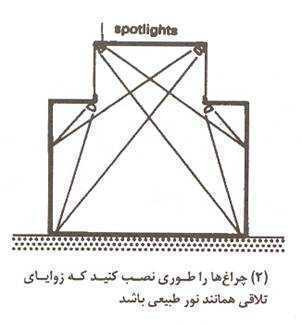 spotlights
(۲) چراغ‌ها را طوری نصب کنید که زوایای
تلاقی همانند نور طبیعی باشد